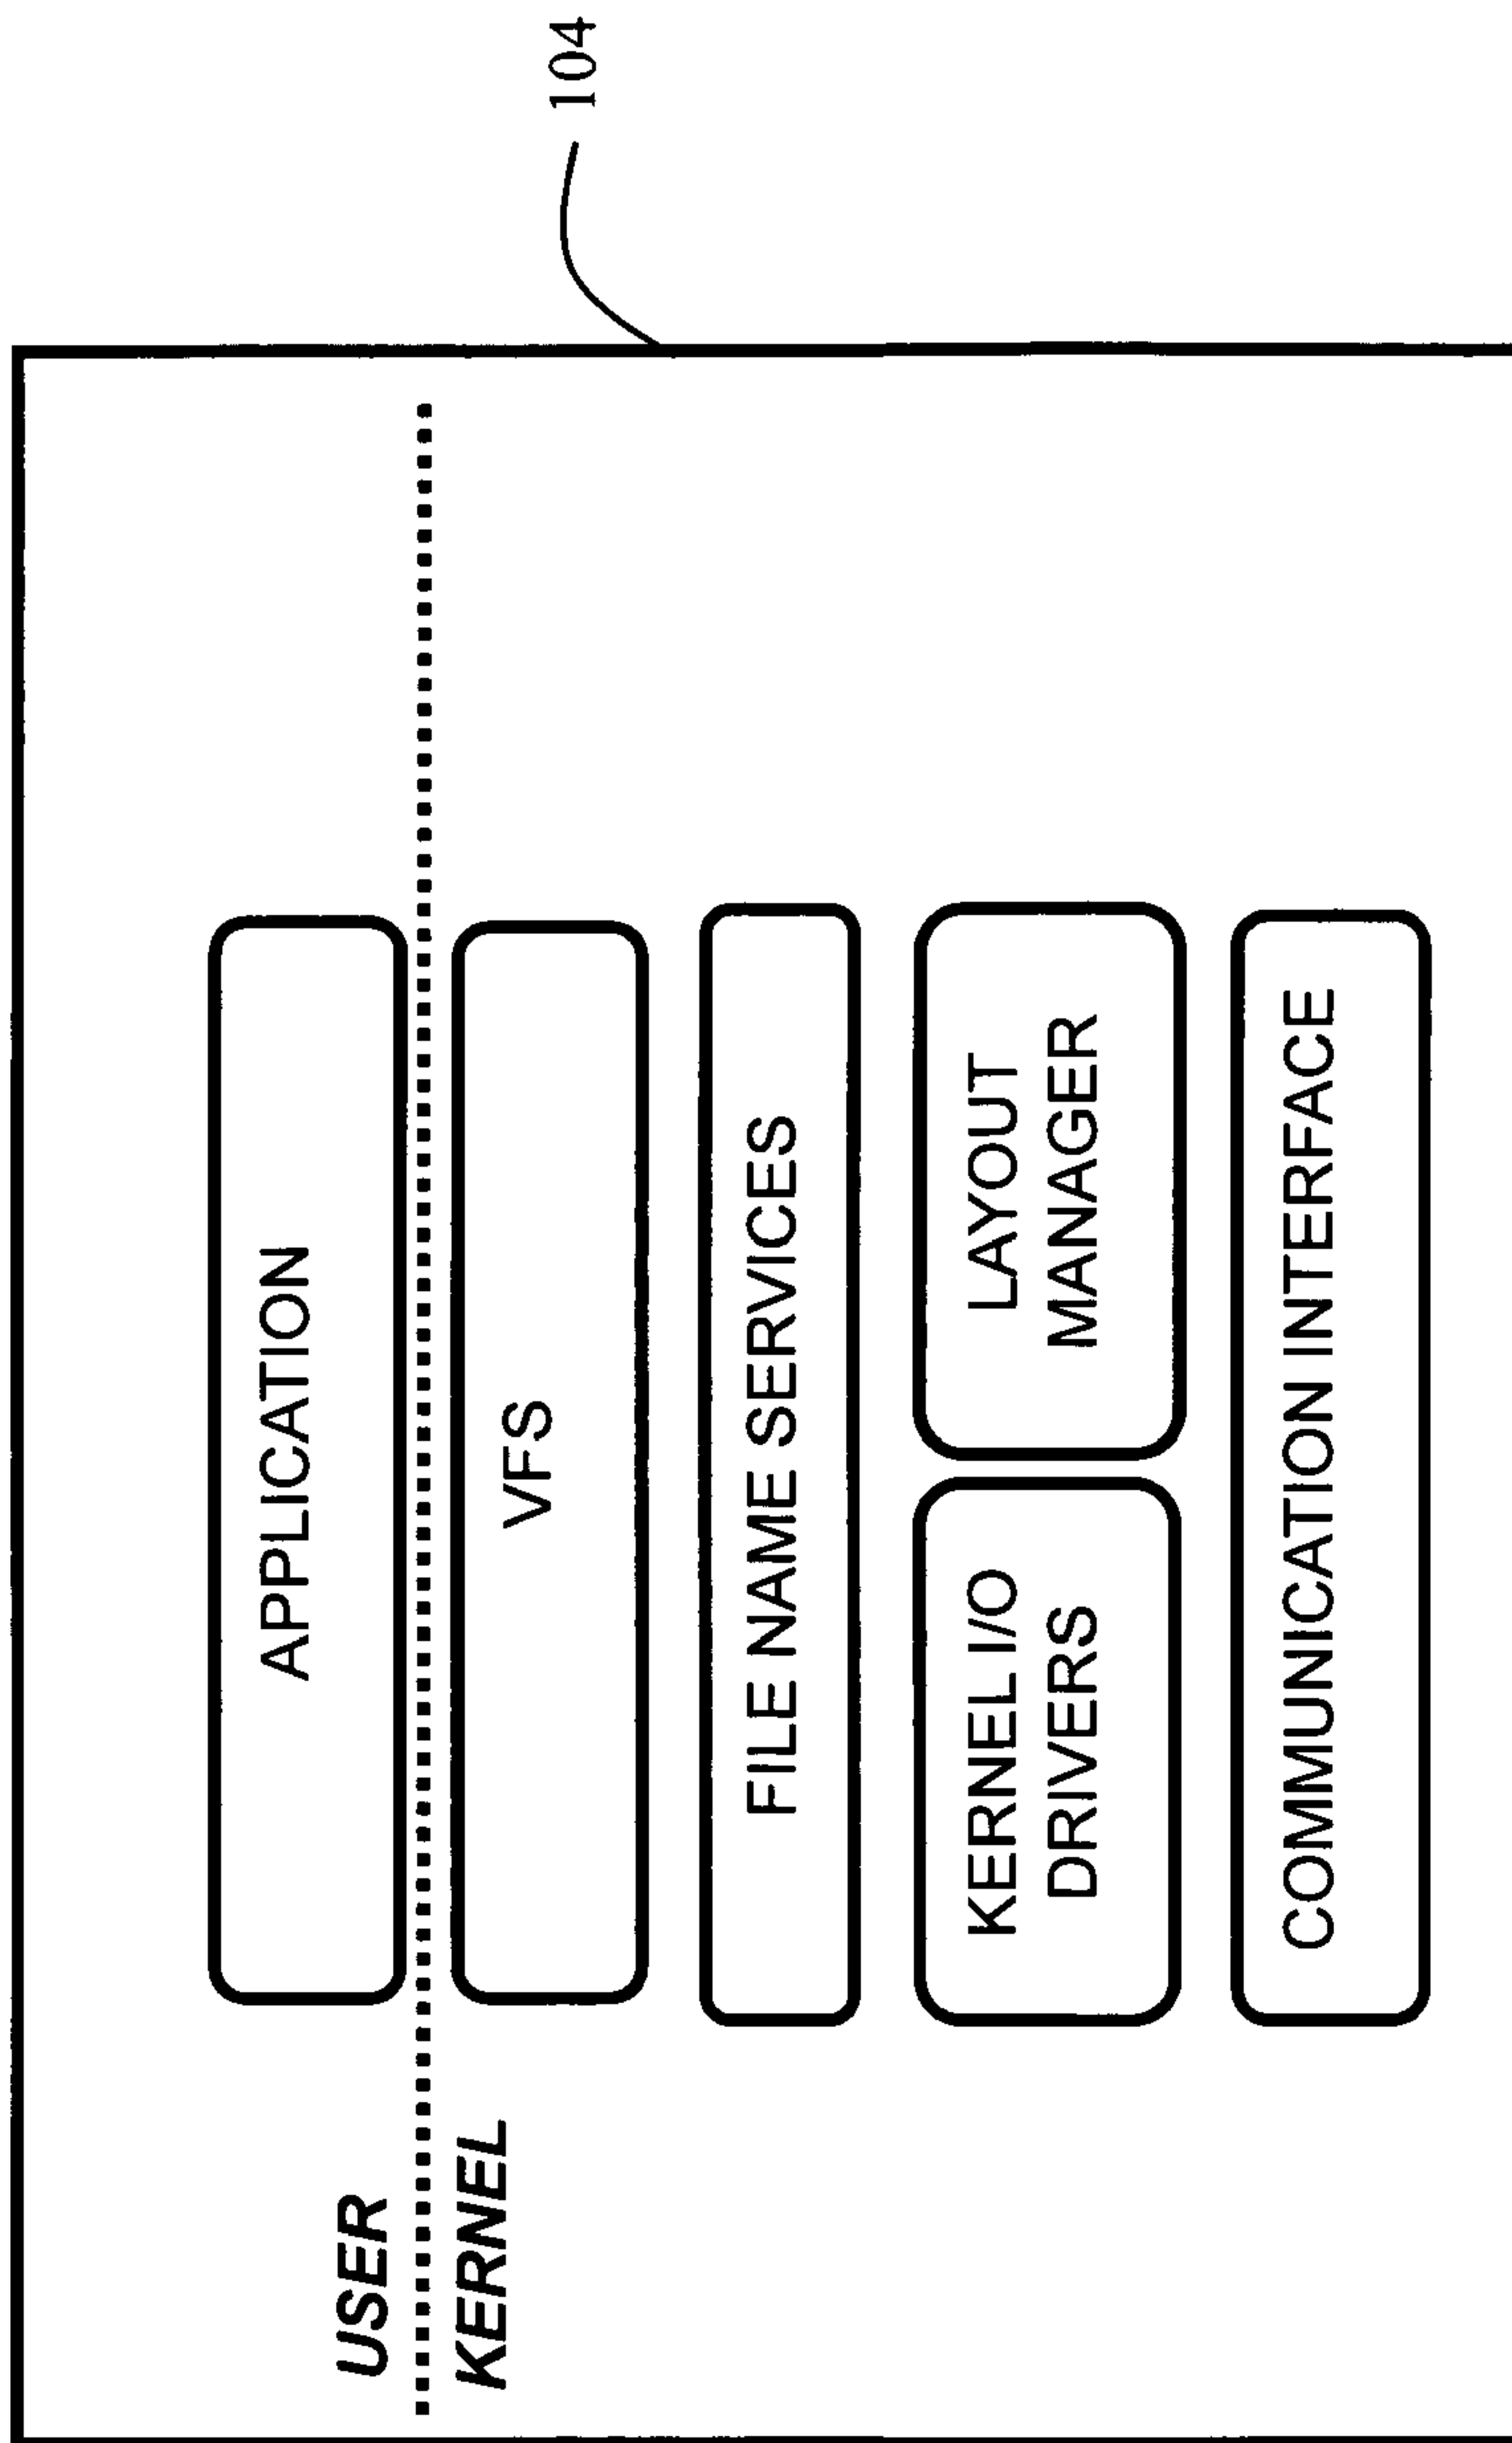 104
APPLICATION
USER
KERNEL
VFS
FILE NAME SERVICES
KERNEL I/O
DRIVERS
LAYOUT
MANAGER
COMMUNICATION INTERFACE